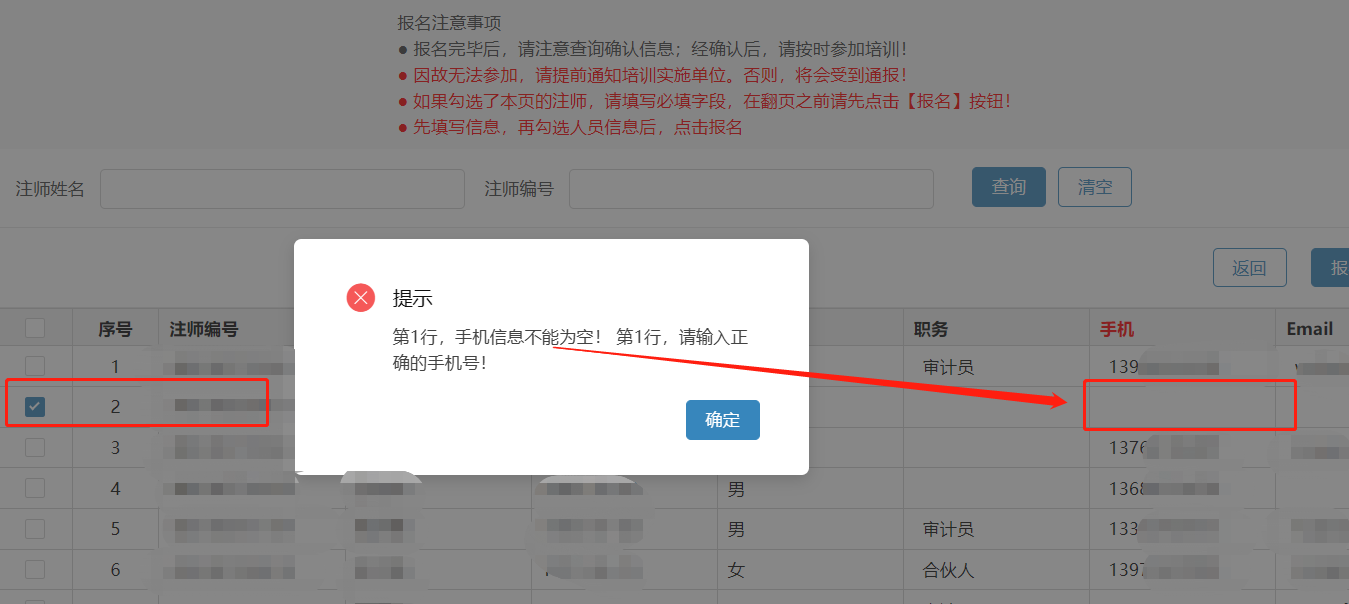 报名注意事项
● 报名完毕后，请注意查询确认信息；经确认后，请按时参加培训！
● 因故无法参加，请提前通知培训实施单位。否则，将会受到通报！
● 如果勾选了本页的注师，请填写必填字段，在翻页之前请先点击【报名】按钮！
● 先填写信息，再勾选人员信息后，点击报名
注师姓名 注师编号 查询 清空
返回 报
提示
第1行，手机信息不能为空！ 第1行，请输入正
确的手机号！
确定
序号 注师编号 职务 手机 Email
1 审计员 139
2
3 1376
4 男 1368
5 男 审计员 133
6 女 合伙人 1397